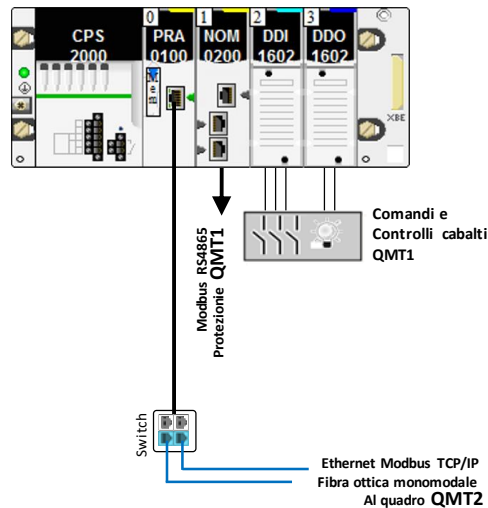 0 1 2 3
CPS PRA NOM DDI DDO
2000 0100 0200 1602 1602
XBE
Comandi e
Controlli cabalti
QMT1
Modbus RS4865
Protezionie QMT1
Switch
Ethernet Modbus TCP/IP
Fibra ottica monomodale
Al quadro QMT2